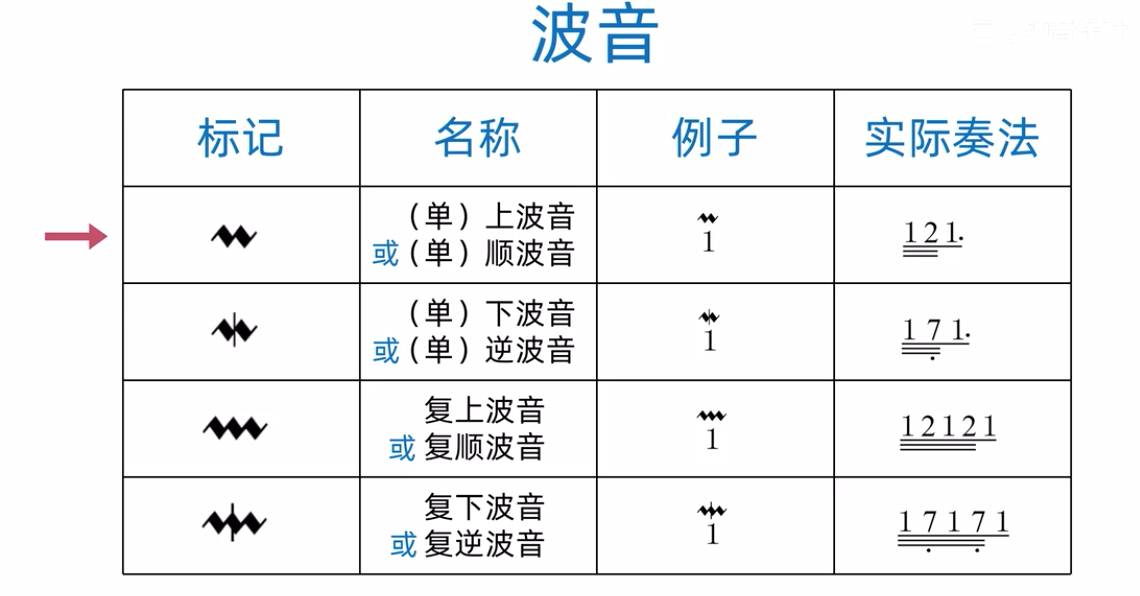 波音
标记 名称 例子 实际奏法
（单）上波音
或（单）顺波音
1
1 2 1.
（单）下波音
或（单）逆波音
1
1 7̣ 1.
复上波音
或 复顺波音
1
1 2 1 2 1
复下波音
或 复逆波音
1
1 7̣ 1 7̣ 1